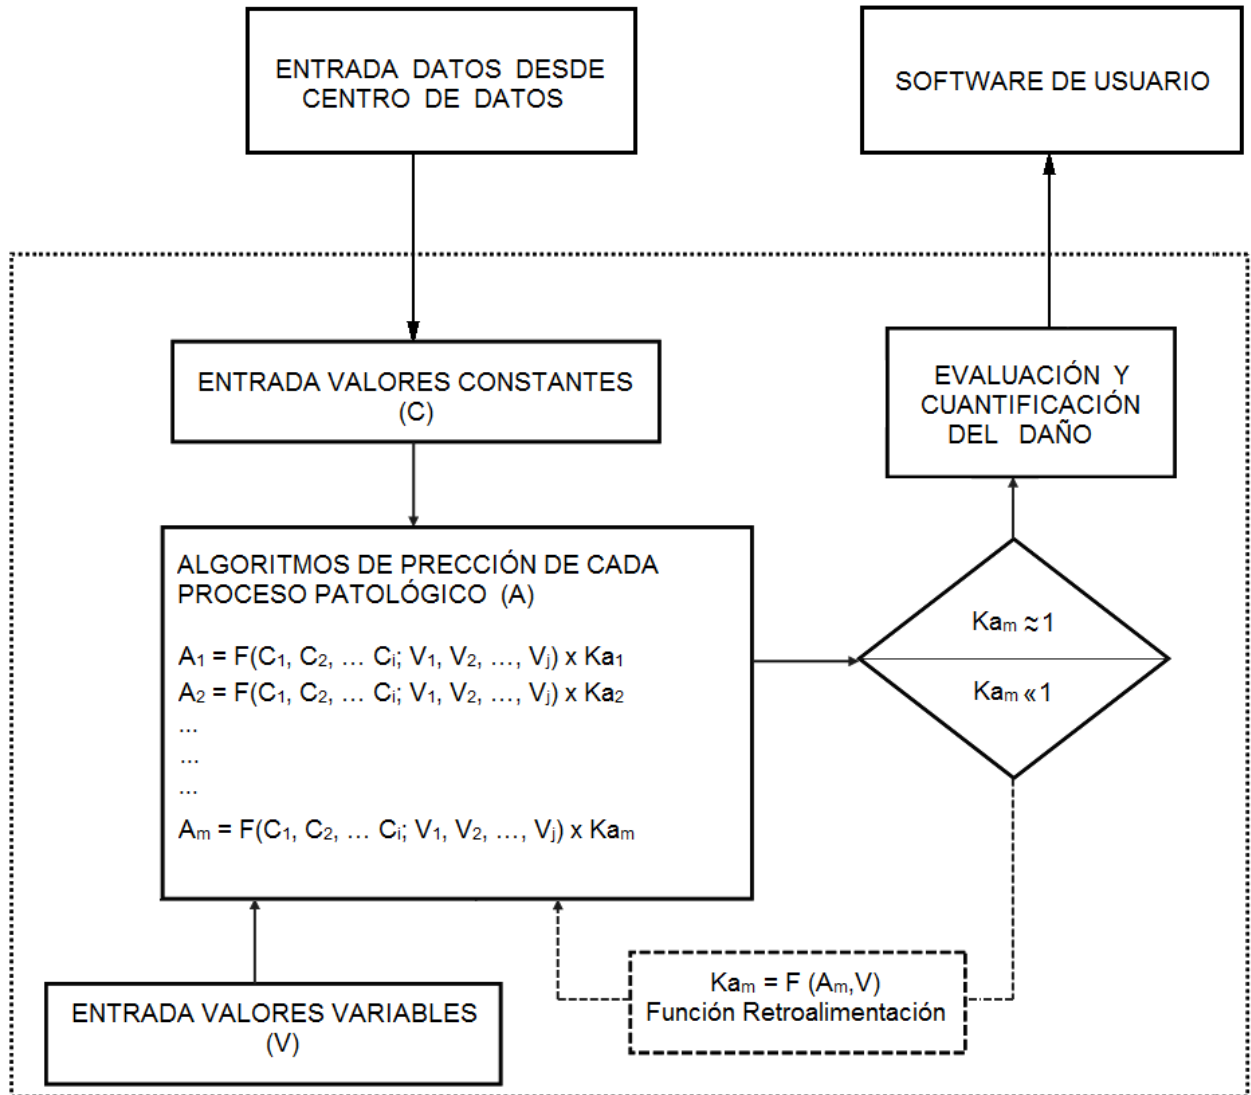 ENTRADA DATOS DESDE
CENTRO DE DATOS
SOFTWARE DE USUARIO
ENTRADA VALORES CONSTANTES
(C)
EVALUACIÓN Y
CUANTIFICACIÓN
DEL DAÑO
ALGORITMOS DE PRECCIÓN DE CADA
PROCESO PATOLÓGICO (A)
A₁ = F(C₁, C₂, … Cᵢ; V₁, V₂, …, Vⱼ) x Ka₁
A₂ = F(C₁, C₂, … Cᵢ; V₁, V₂, …, Vⱼ) x Ka₂
...
...
...
Aₘ = F(C₁, C₂, … Cᵢ; V₁, V₂, …, Vⱼ) x Kaₘ
Kaₘ ≈ 1
Kaₘ « 1
Kaₘ = F (Aₘ,V)
Función Retroalimentación
ENTRADA VALORES VARIABLES
(V)